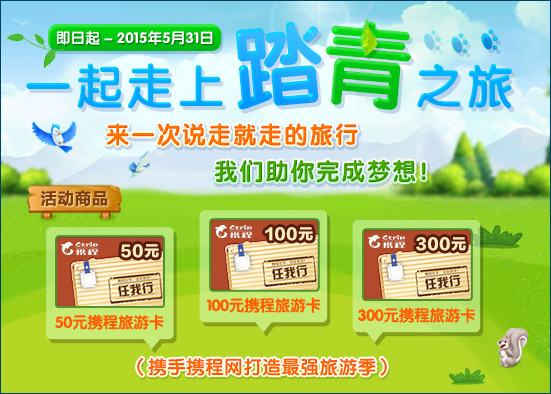 即日起 – 2015年5月31日
一起走上踏青之旅
来一次说走就走的旅行
我们助你完成梦想!
活动商品
Ctrip 携程 50元
任我行
50元携程旅游卡
Ctrip 携程 100元
任我行
100元携程旅游卡
Ctrip 携程 300元
任我行
300元携程旅游卡
(携手携程网打造最强旅游季)